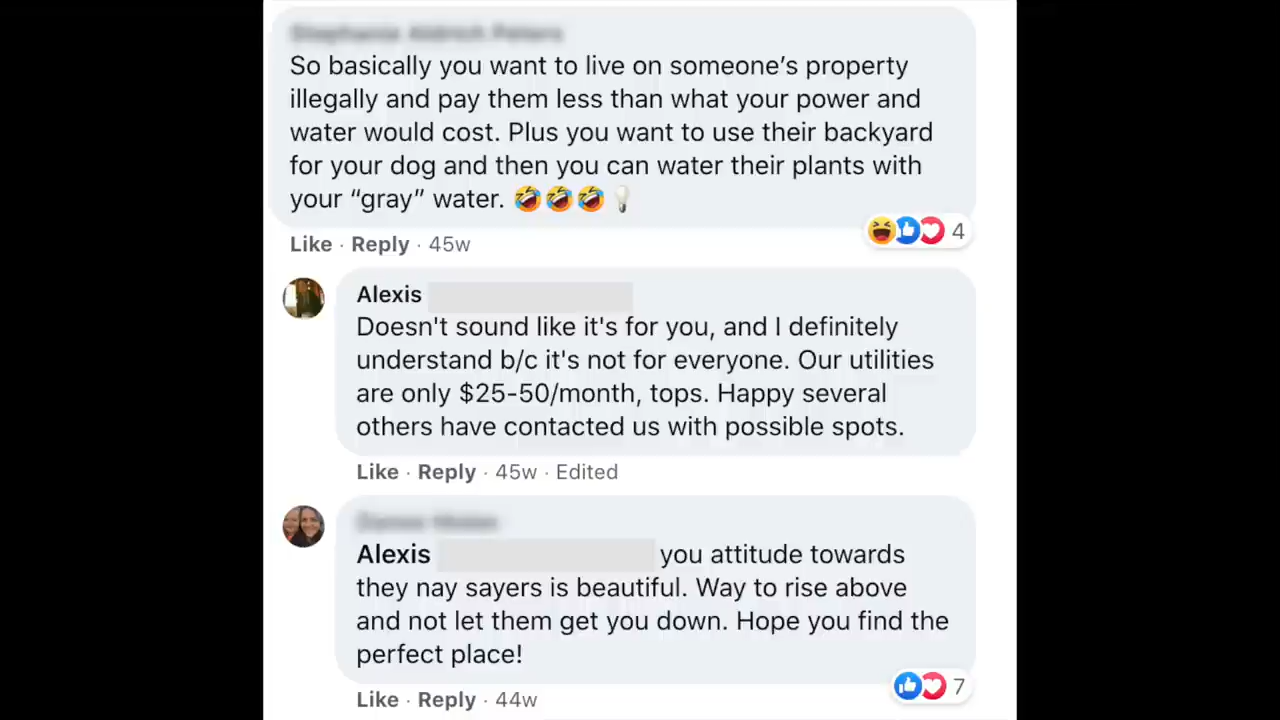 So basically you want to live on someone’s property
illegally and pay them less than what your power and
water would cost. Plus you want to use their backyard
for your dog and then you can water their plants with
your “gray” water. 🤣🤣🤣💡
Like · Reply · 45w
4
Alexis
Doesn't sound like it's for you, and I definitely
understand b/c it's not for everyone. Our utilities
are only $25-50/month, tops. Happy several
others have contacted us with possible spots.
Like · Reply · 45w · Edited
Alexis you attitude towards
they nay sayers is beautiful. Way to rise above
and not let them get you down. Hope you find the
perfect place!
7
Like · Reply · 44w